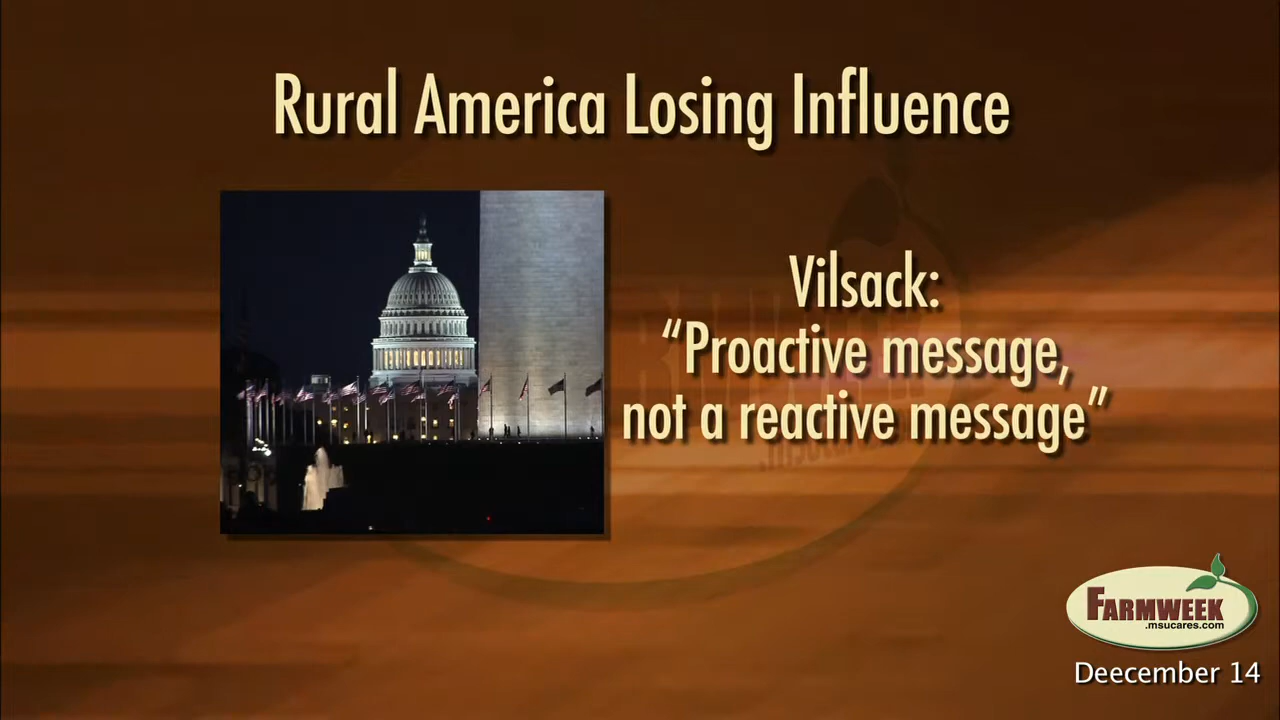 Rural America Losing Influence
Vilsack:
“Proactive message,
not a reactive message”
FARMWEEK
.msucares.com
Deecember 14